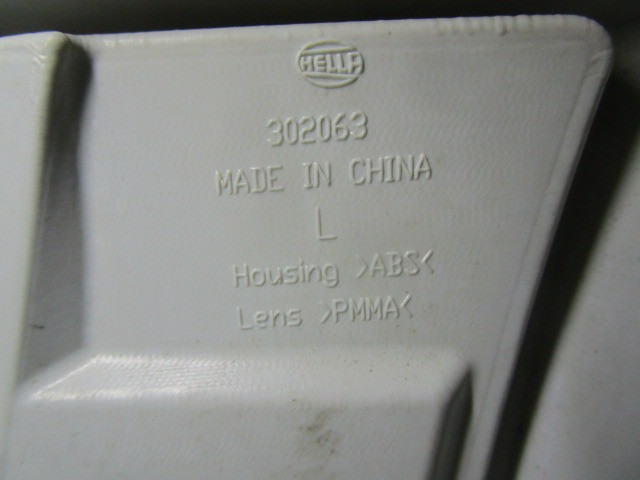 HELLA
302063
MADE IN CHINA
L
Housing >ABS<
Lens >PMMA<